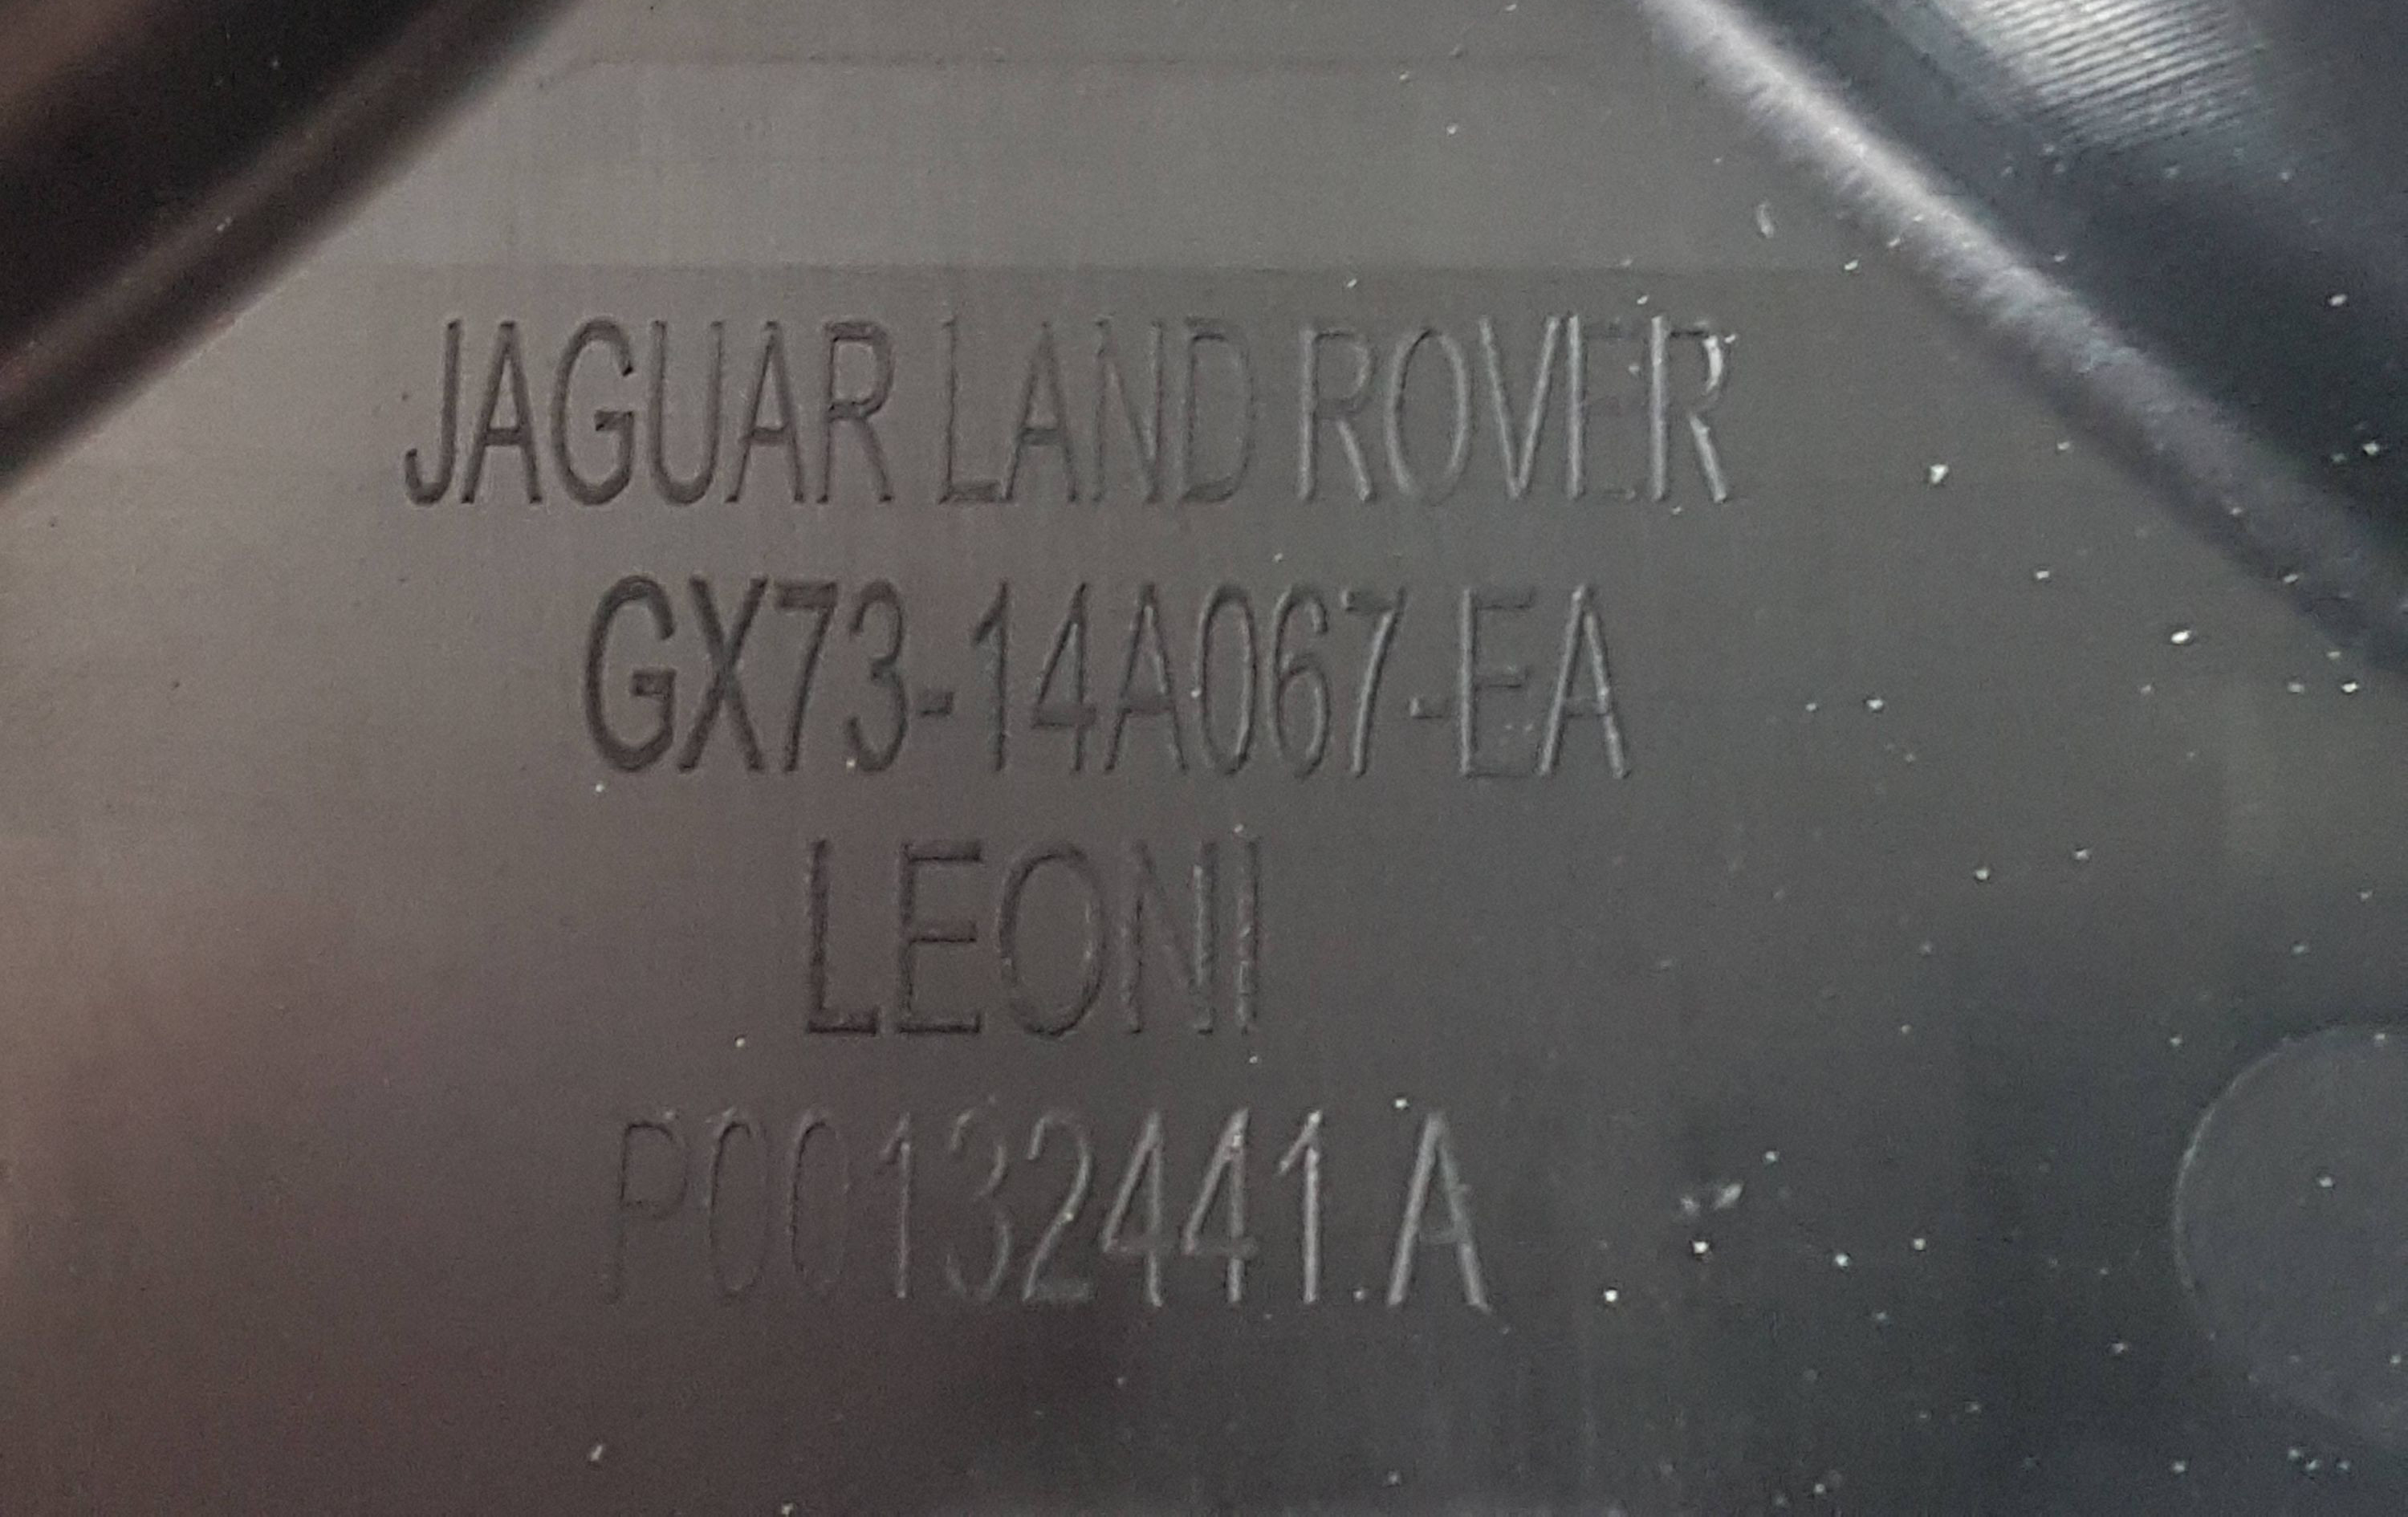 JAGUAR LAND ROVER
GX73-14A067-EA
LEONI
P00132441.A